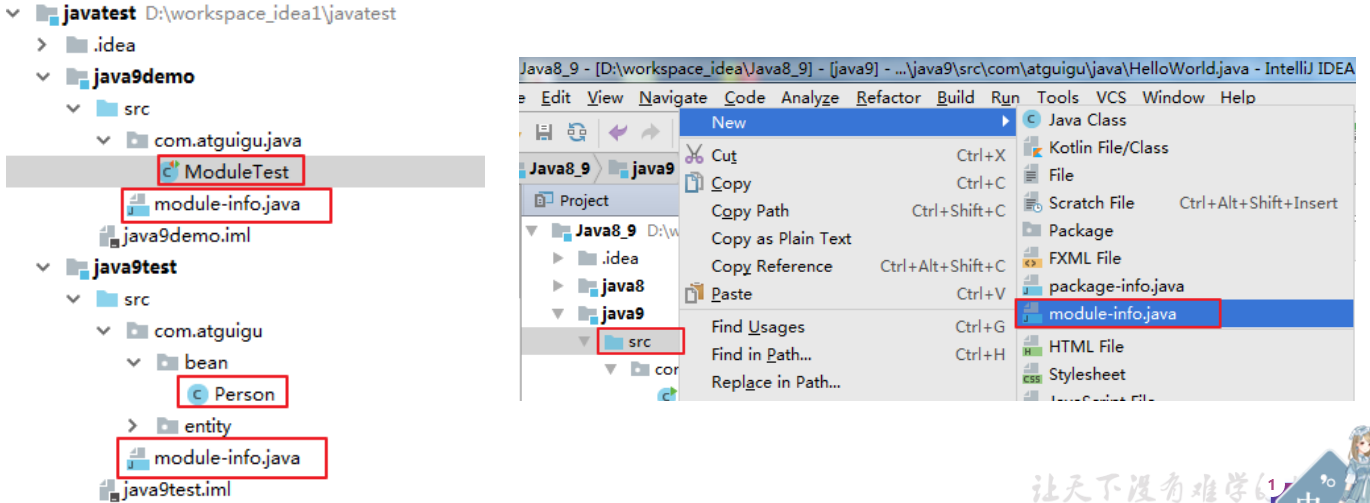 javatest D:\workspace_idea1\javatest
.idea
java9demo
src
com.atguigu.java
ModuleTest
module-info.java
java9demo.iml
java9test
src
com.atguigu
bean
Person
entity
module-info.java
java9test.iml
Java8_9 - [D:\workspace_idea\Java8_9] - [java9] - ...\java9\src\com\atguigu\java\HelloWorld.java - IntelliJ IDEA
e Edit View Navigate Code Analyze Refactor Build Run Tools VCS Window Help
Java8_9 java9
Project
Java8_9 D:\w
.idea
java8
java9
src
cor
New
Cut Ctrl+X
Copy Ctrl+C
Copy Path Ctrl+Shift+C
Copy as Plain Text
Copy Reference Ctrl+Alt+Shift+C
Paste Ctrl+V
Find Usages Ctrl+G
Find in Path... Ctrl+H
Replace in Path...
Java Class
Kotlin File/Class
File
Scratch File Ctrl+Alt+Shift+Insert
Package
FXML File
package-info.java
module-info.java
HTML File
Stylesheet
JavaScript File
让天下没有难学
中